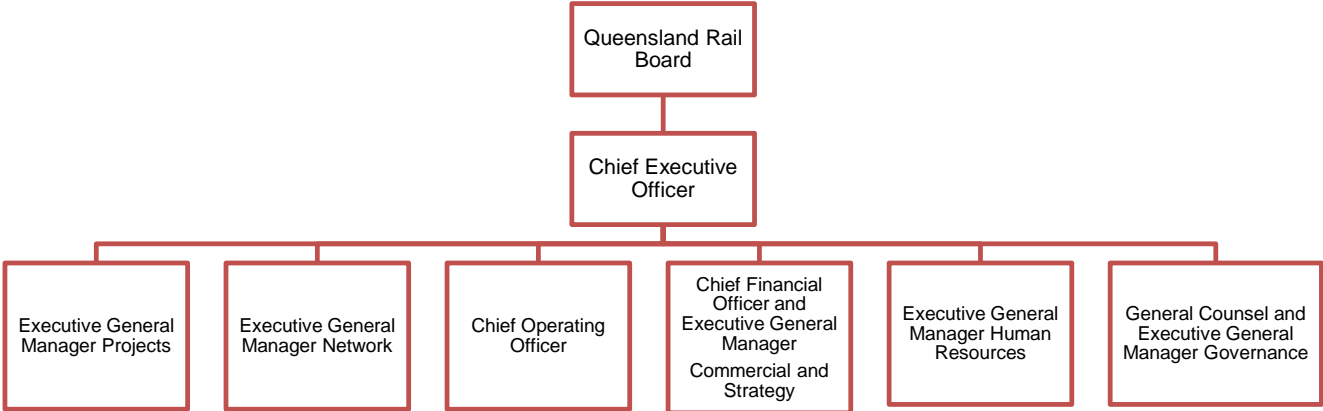 Queensland Rail
Board
Chief Executive
Officer
Executive General
Manager Projects
Executive General
Manager Network
Chief Operating
Officer
Chief Financial
Officer and
Executive General
Manager
Commercial and
Strategy
Executive General
Manager Human
Resources
General Counsel and
Executive General
Manager Governance